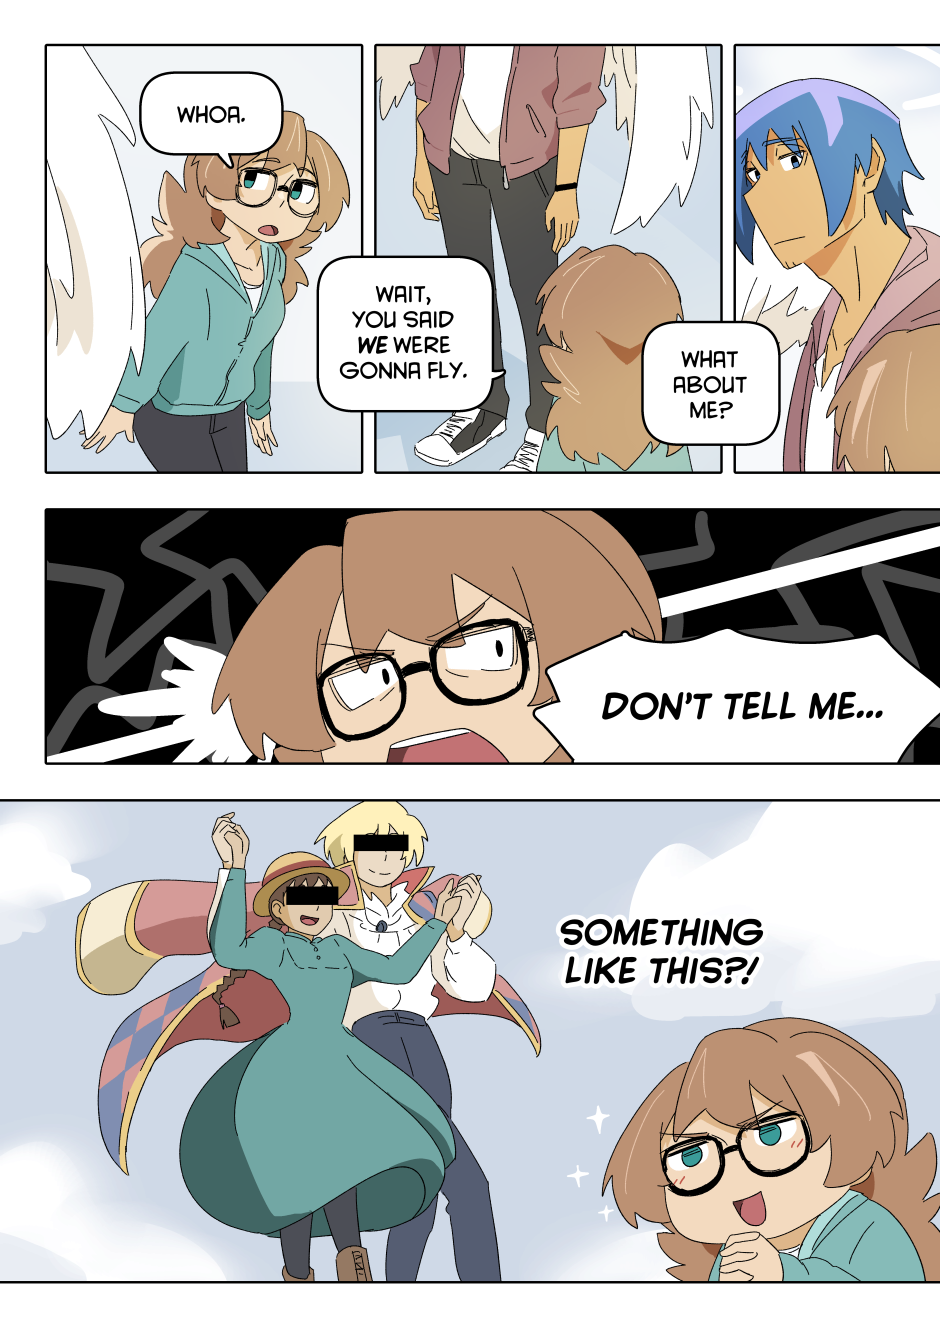 WHOA.
WAIT,
YOU SAID
WE WERE
GONNA FLY.
WHAT
ABOUT
ME?
DON'T TELL ME...
SOMETHING
LIKE THIS?!